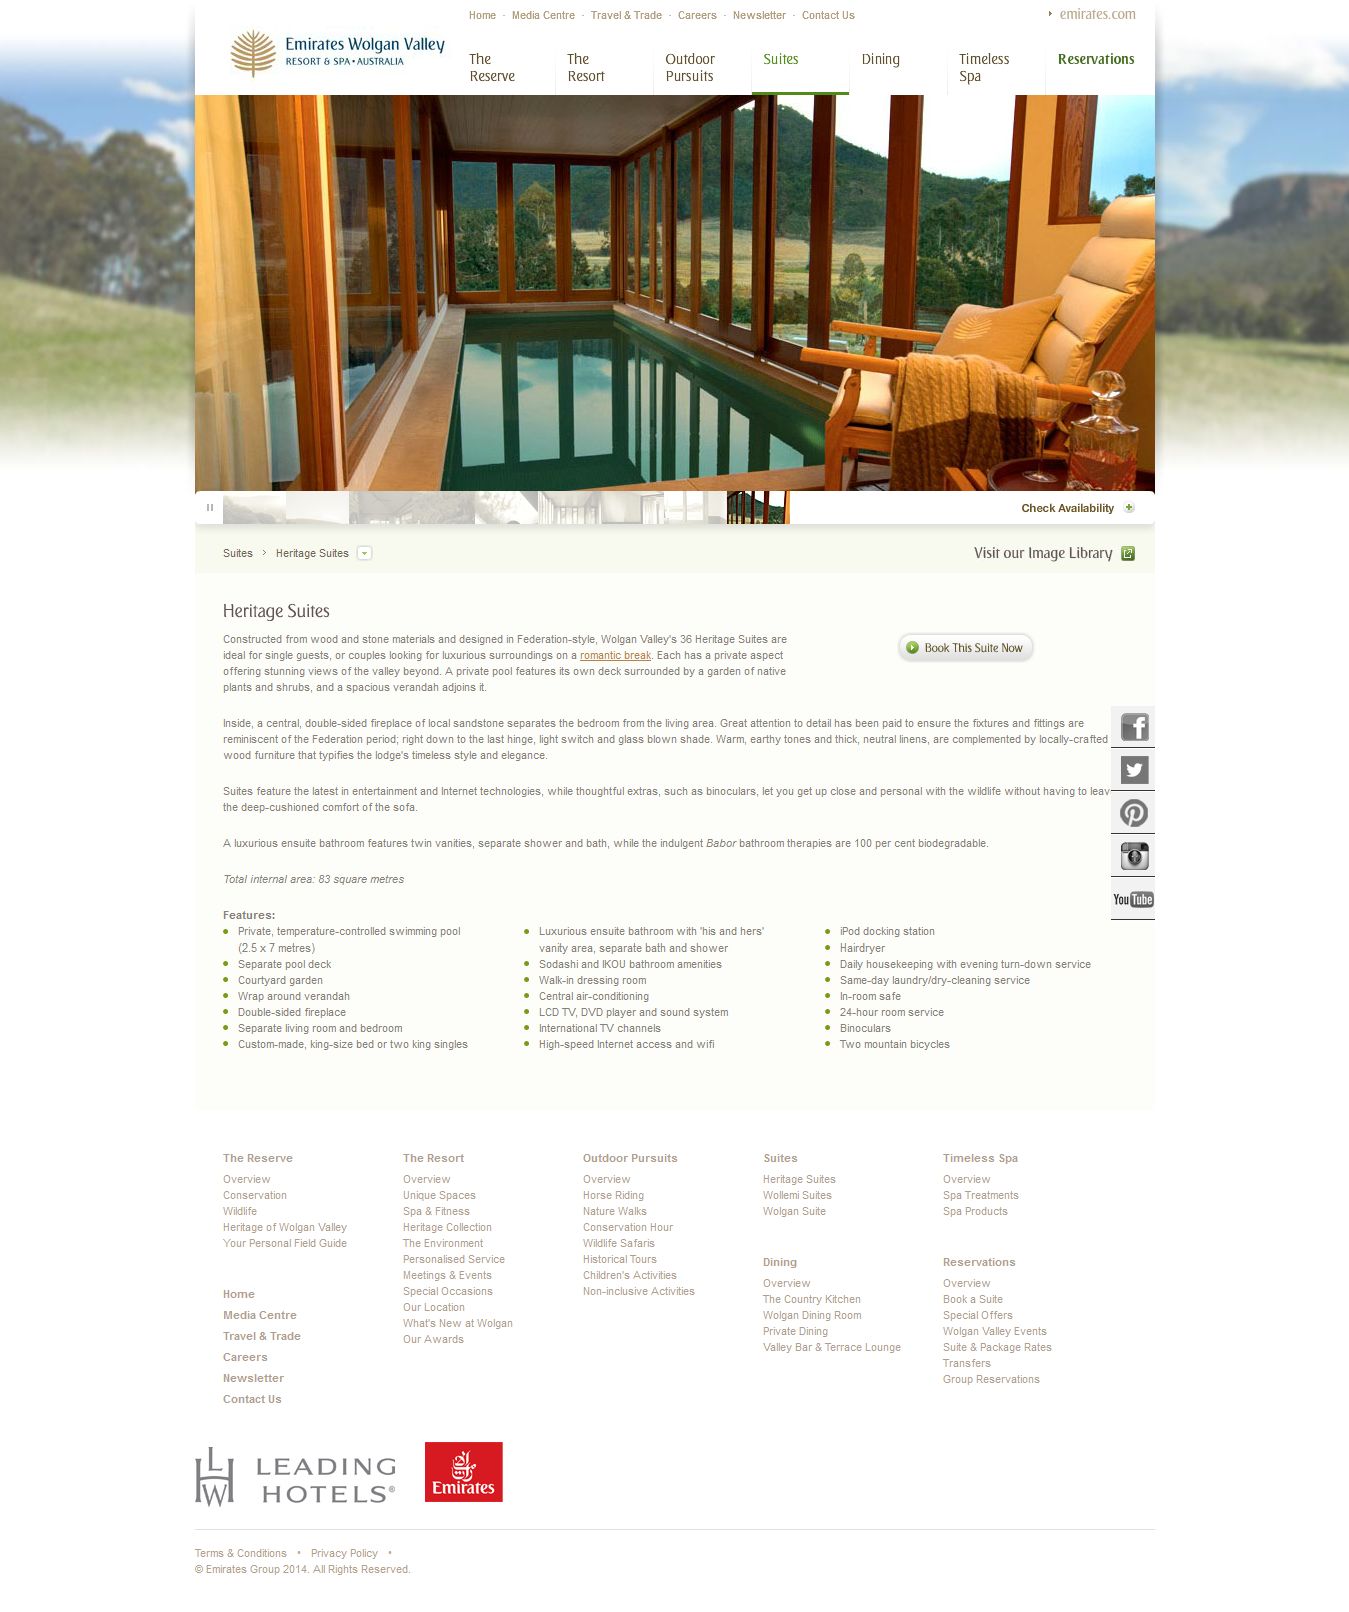 Home · Media Centre · Travel & Trade · Careers · Newsletter · Contact Us
emirates.com
Emirates Wolgan Valley
RESORT & SPA • AUSTRALIA
The Reserve
The Resort
Outdoor Pursuits
Suites
Dining
Timeless Spa
Reservations
Check Availability
Suites > Heritage Suites
Visit our Image Library
Heritage Suites
Constructed from wood and stone materials and designed in Federation-style, Wolgan Valley's 36 Heritage Suites are
ideal for single guests, or couples looking for luxurious surroundings on a romantic break. Each has a private aspect
offering stunning views of the valley beyond. A private pool features its own deck surrounded by a garden of native
plants and shrubs, and a spacious verandah adjoins it.
Book This Suite Now
Inside, a central, double-sided fireplace of local sandstone separates the bedroom from the living area. Great attention to detail has been paid to ensure the fixtures and fittings are
reminiscent of the Federation period; right down to the last hinge, light switch and glass blown shade. Warm, earthy tones and thick, neutral linens, are complemented by locally-crafted
wood furniture that typifies the lodge's timeless style and elegance.
Suites feature the latest in entertainment and Internet technologies, while thoughtful extras, such as binoculars, let you get up close and personal with the wildlife without having to leav
the deep-cushioned comfort of the sofa.
A luxurious ensuite bathroom features twin vanities, separate shower and bath, while the indulgent Babor bathroom therapies are 100 per cent biodegradable.
Total internal area: 83 square metres
You Tube
Features:
Private, temperature-controlled swimming pool
(2.5 x 7 metres)
Separate pool deck
Courtyard garden
Wrap around verandah
Double-sided fireplace
Separate living room and bedroom
Custom-made, king-size bed or two king singles
Luxurious ensuite bathroom with 'his and hers'
vanity area, separate bath and shower
Sodashi and IKOU bathroom amenities
Walk-in dressing room
Central air-conditioning
LCD TV, DVD player and sound system
International TV channels
High-speed Internet access and wifi
iPod docking station
Hairdryer
Daily housekeeping with evening turn-down service
Same-day laundry/dry-cleaning service
In-room safe
24-hour room service
Binoculars
Two mountain bicycles
The Reserve
Overview
Conservation
Wildlife
Heritage of Wolgan Valley
Your Personal Field Guide
Home
Media Centre
Travel & Trade
Careers
Newsletter
Contact Us
The Resort
Overview
Unique Spaces
Spa & Fitness
Heritage Collection
The Environment
Personalised Service
Meetings & Events
Special Occasions
Our Location
What's New at Wolgan
Our Awards
Outdoor Pursuits
Overview
Horse Riding
Nature Walks
Conservation Hour
Wildlife Safaris
Historical Tours
Children's Activities
Non-inclusive Activities
Suites
Heritage Suites
Wollemi Suites
Wolgan Suite
Dining
Overview
The Country Kitchen
Wolgan Dining Room
Private Dining
Valley Bar & Terrace Lounge
Timeless Spa
Overview
Spa Treatments
Spa Products
Reservations
Overview
Book a Suite
Special Offers
Wolgan Valley Events
Suite & Package Rates
Transfers
Group Reservations
LHW
LEADING
HOTELS®
Emirates
Terms & Conditions • Privacy Policy •
© Emirates Group 2014. All Rights Reserved.